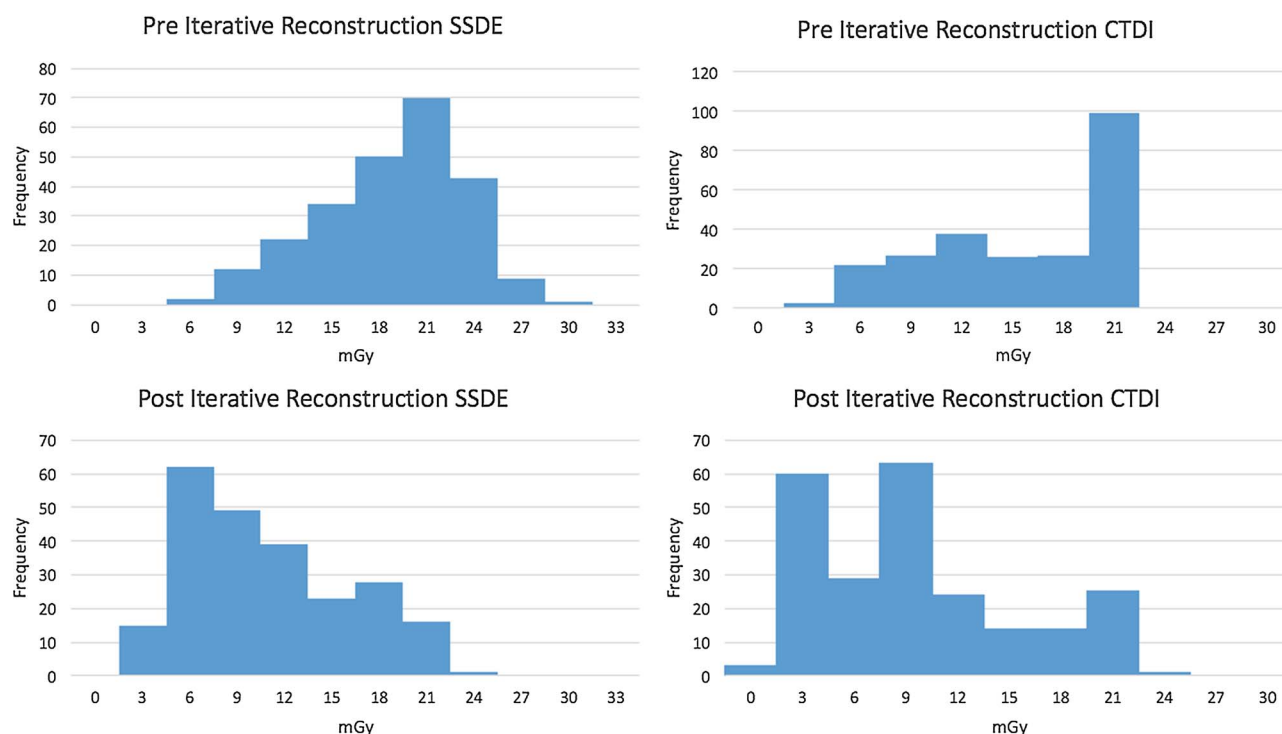 Pre Iterative Reconstruction SSDE
80
70
60
50
40
30
20
10
0
Frequency
0 3 6 9 12 15 18 21 24 27 30 33
mGy
Pre Iterative Reconstruction CTDI
120
100
80
60
40
20
0
Frequency
0 3 6 9 12 15 18 21 24 27 30
mGy
Post Iterative Reconstruction SSDE
70
60
50
40
30
20
10
0
Frequency
0 3 6 9 12 15 18 21 24 27 30 33
mGy
Post Iterative Reconstruction CTDI
70
60
50
40
30
20
10
0
Frequency
0 3 6 9 12 15 18 21 24 27 30
mGy